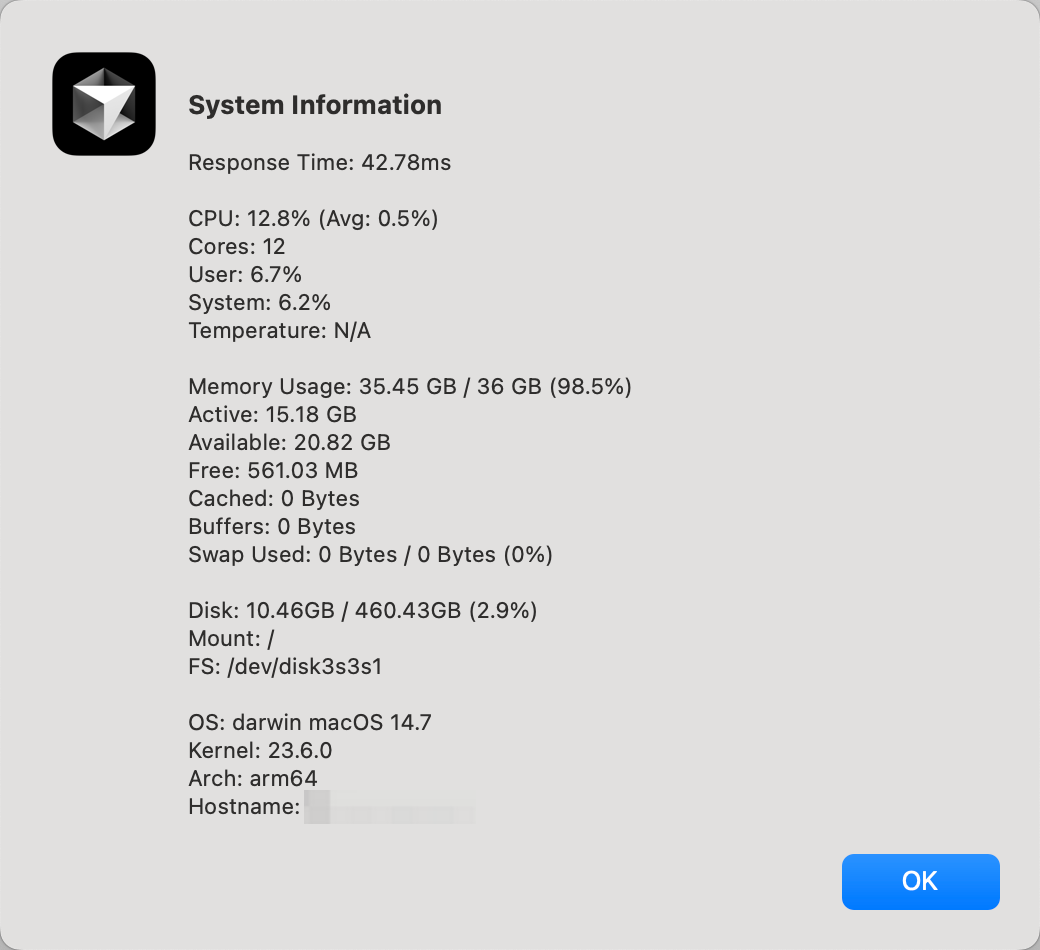 System Information
Response Time: 42.78ms
CPU: 12.8% (Avg: 0.5%)
Cores: 12
User: 6.7%
System: 6.2%
Temperature: N/A
Memory Usage: 35.45 GB / 36 GB (98.5%)
Active: 15.18 GB
Available: 20.82 GB
Free: 561.03 MB
Cached: 0 Bytes
Buffers: 0 Bytes
Swap Used: 0 Bytes / 0 Bytes (0%)
Disk: 10.46GB / 460.43GB (2.9%)
Mount: /
FS: /dev/disk3s3s1
OS: darwin macOS 14.7
Kernel: 23.6.0
Arch: arm64
Hostname:
OK